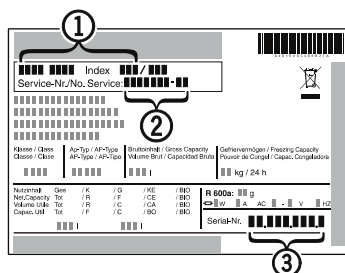 ①
Index /
Service-Nr./No. Service: -
②
Klasse / Class
Classe / Clase
Ap-Typ / AP-Type
AP-Type / AP-Tipo
Bruttoinhalt / Gross Capacity
Volume Brut / Capacidad Bruta
Gefriervermögen / Freezing Capacity
Pouvoir de Congel / Capac. Congeladora
l
kg / 24 h
Nutzinhalt Ges / K / G / KE / BIO
Net.Capacity Tot / R / F / CE / BIO
Volume Utile Tot / R / C / CA / BIO
Capac. Util Tot / F / C / BO / BIO
l
l
R 600a: g
W A AC - V HZ
Serial-Nr. . . .
③